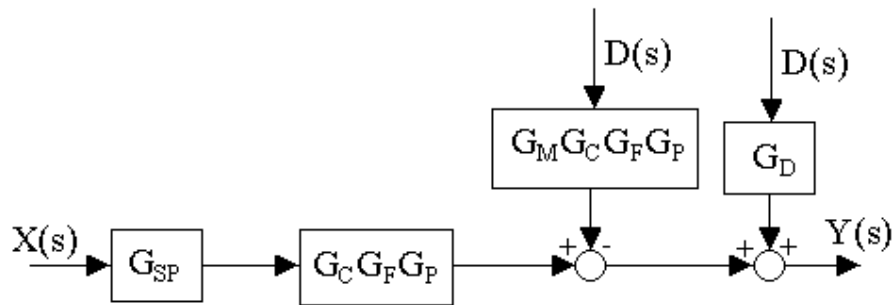 D(s)
D(s)
G_M G_C G_F G_P
G_D
X(s)
G_SP
G_C G_F G_P
+
-
+
+
Y(s)